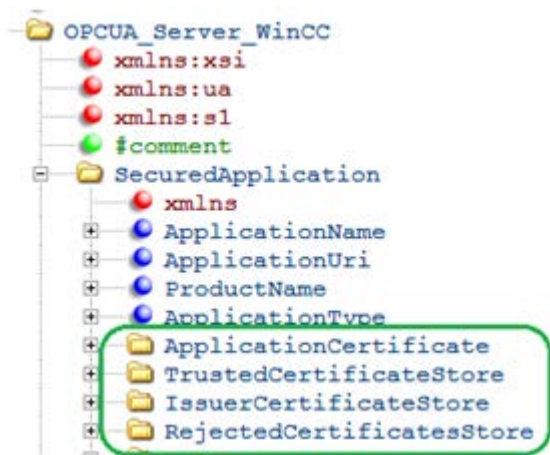 OPCUA_Server_WinCC
xmlns:xsi
xmlns:ua
xmlns:s1
#comment
SecuredApplication
xmlns
ApplicationName
ApplicationUri
ProductName
ApplicationType
ApplicationCertificate
TrustedCertificateStore
IssuerCertificateStore
RejectedCertificatesStore